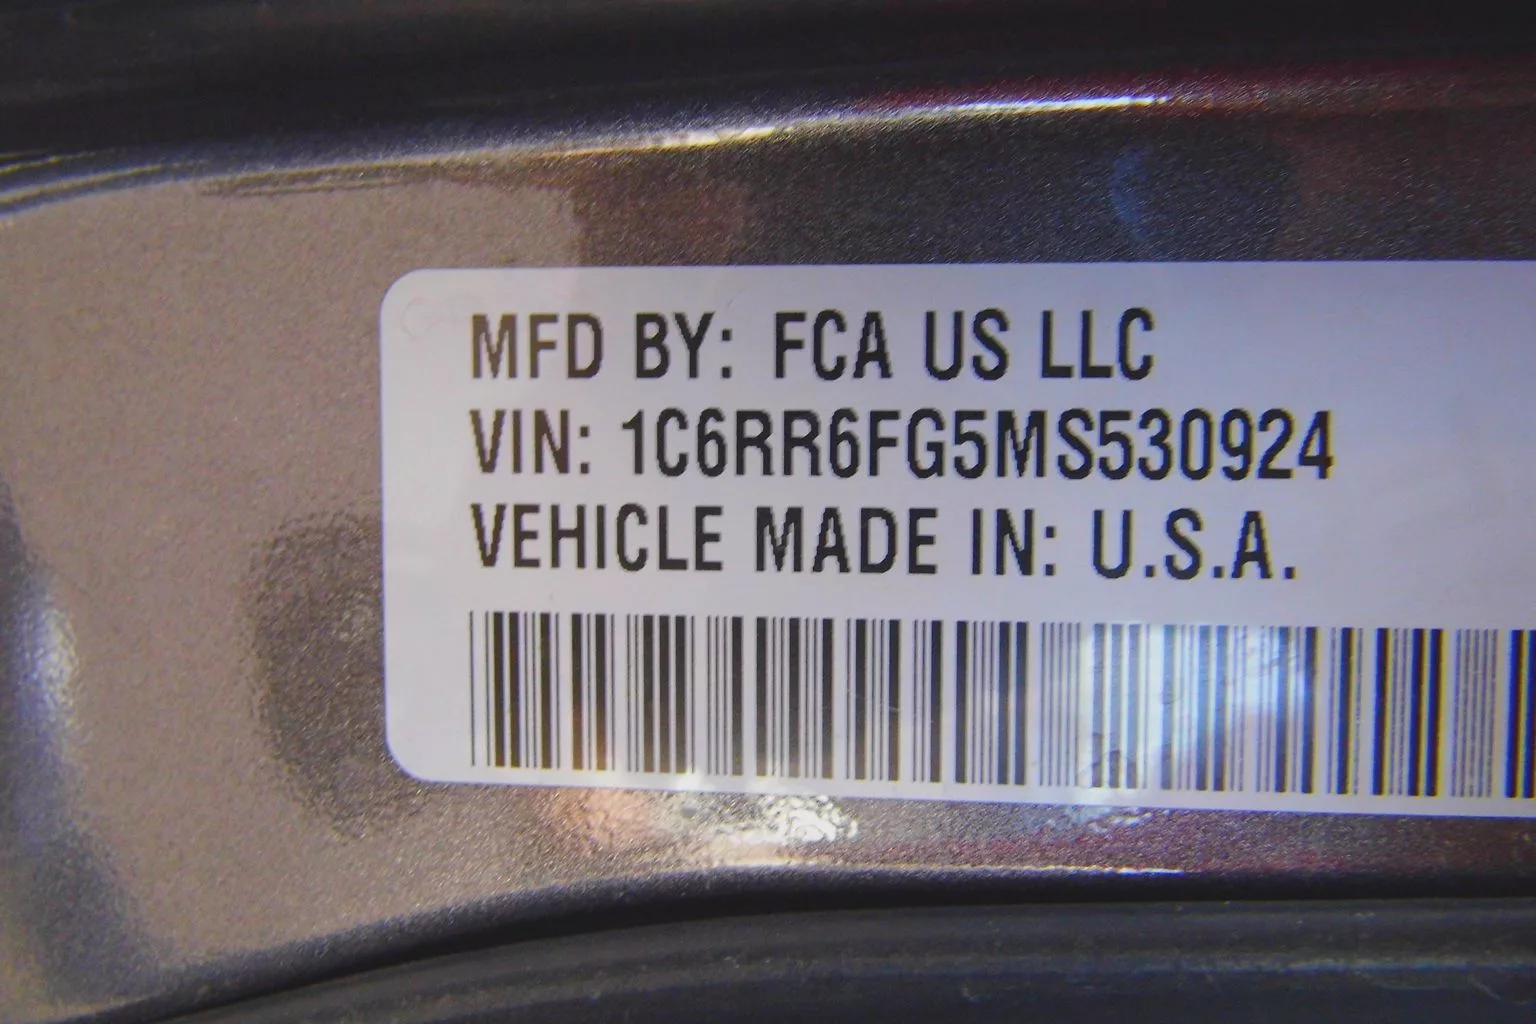 MFD BY: FCA US LLC
VIN: 1C6RR6FG5MS530924
VEHICLE MADE IN: U.S.A.